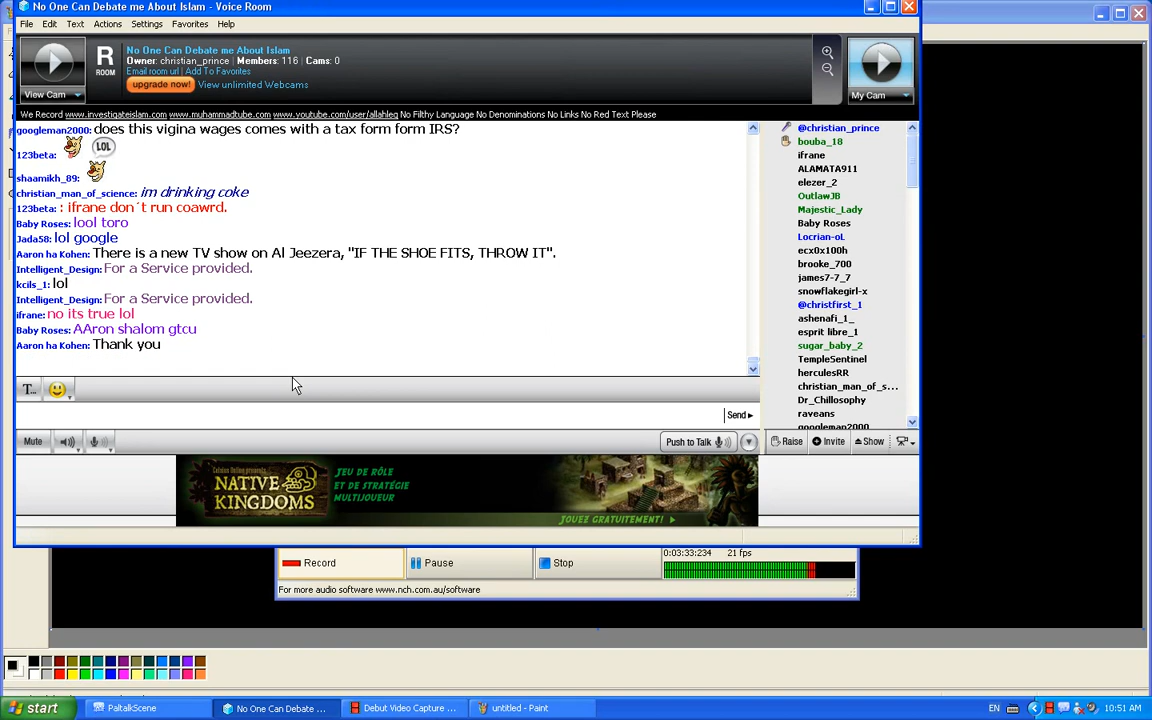 No One Can Debate me About Islam - Voice Room
File Edit Text Actions Settings Favorites Help
View Cam
R
ROOM
No One Can Debate me About Islam
Owner: christian_prince | Members: 116 | Cams: 0
Email room url | Add To Favorites
upgrade now! View unlimited Webcams
My Cam
We Record www.investigateislam.com www.muhammadtube.com www.youtube.com/user/allahleg No Filthy Language No Denominations No Links No Red Text Please
googleman2000: does this vigina wages comes with a tax form form IRS?
123beta: LOL
shaamikh_89:
christian_man_of_science: im drinking coke
123beta: : ifrane don´t run coawrd.
Baby Roses: lool toro
Jada58: lol google
Aaron ha Kohen: There is a new TV show on Al Jeezera, "IF THE SHOE FITS, THROW IT".
Intelligent_Design: For a Service provided.
kcils_1: lol
Intelligent_Design: For a Service provided.
ifrane: no its true lol
Baby Roses: AAron shalom gtcu
Aaron ha Kohen: Thank you
@christian_prince
bouba_18
ifrane
ALAMATA911
elezer_2
OutlawJB
Majestic_Lady
Baby Roses
Locrian-oL
ecx0x100h
brooke_700
james7-7_7
snowflakegirl-x
@christfirst_1
ashenafi_1_
esprit libre_1
sugar_baby_2
TempleSentinel
herculesRR
christian_man_of_s...
Dr_Chillosophy
raveans
googleman2000
T...
Send
Mute
Push to Talk
Raise Invite Show
Culture Online presents
NATIVE
KINGDOMS
JEU DE RÔLE
ET DE STRATÉGIE
MULTIJOUEUR
JOUEZ GRATUITEMENT!
Record Pause Stop
0:03:33:234 21 fps
For more audio software www.nch.com.au/software
start PaltalkScene No One Can Debate ... Debut Video Capture ... untitled - Paint EN 10:51 AM